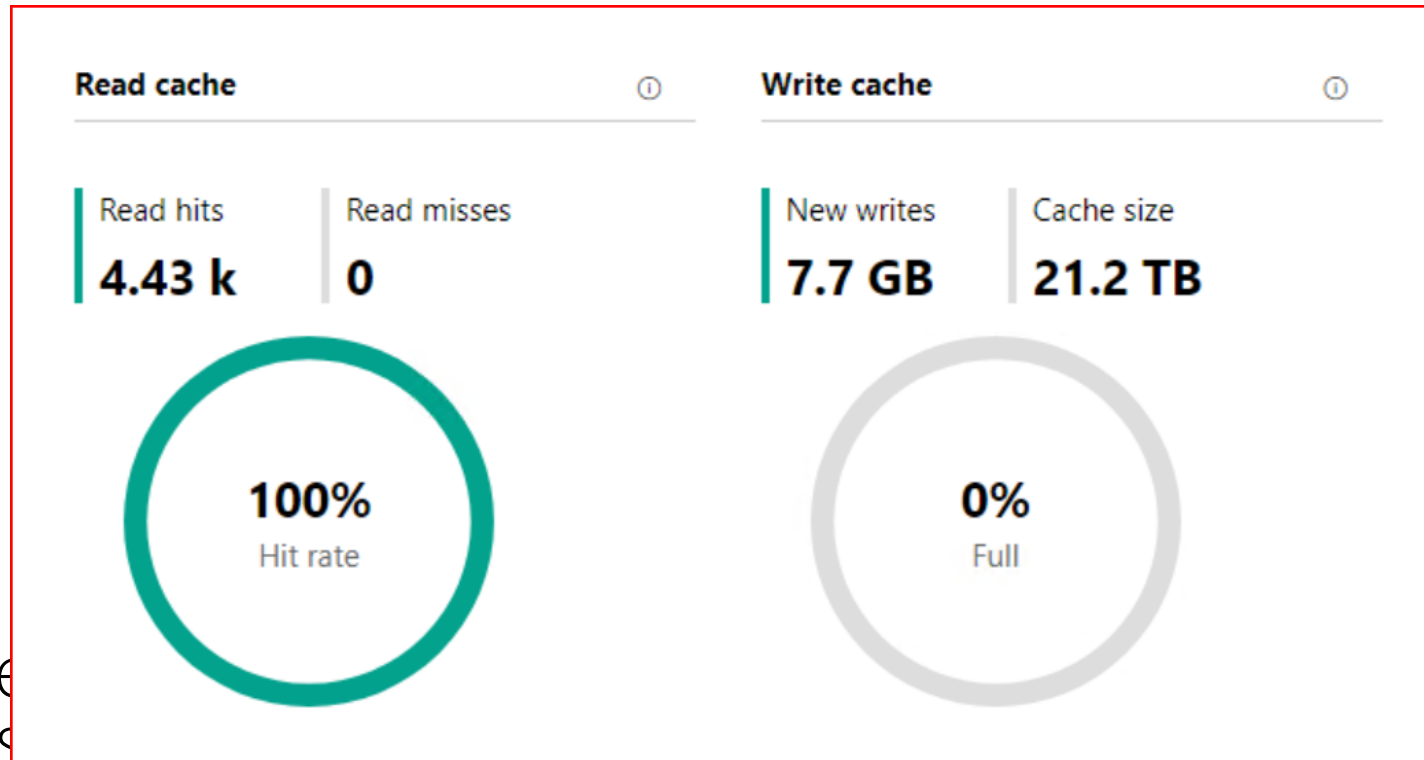 Read cache
Write cache
Read hits
Read misses
New writes
Cache size
4.43 k
0
7.7 GB
21.2 TB
100%
Hit rate
0%
Full